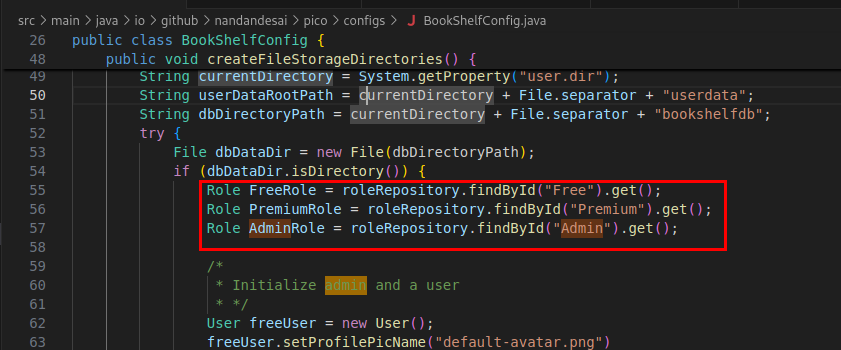 src > main > java > io > github > nandandesai > pico > configs > J BookShelfConfig.java
26 public class BookShelfConfig {
48 public void createFileStorageDirectories() {
49 String currentDirectory = System.getProperty("user.dir");
50 String userDataRootPath = currentDirectory + File.separator + "userdata";
51 String dbDirectoryPath = currentDirectory + File.separator + "bookshelfdb";
52 try {
53 File dbDataDir = new File(dbDirectoryPath);
54 if (dbDataDir.isDirectory()) {
55 Role FreeRole = roleRepository.findById("Free").get();
56 Role PremiumRole = roleRepository.findById("Premium").get();
57 Role AdminRole = roleRepository.findById("Admin").get();
58
59 /*
60 * Initialize admin and a user
61 * */
62 User freeUser = new User();
63 freeUser.setProfilePicName("default-avatar.png")